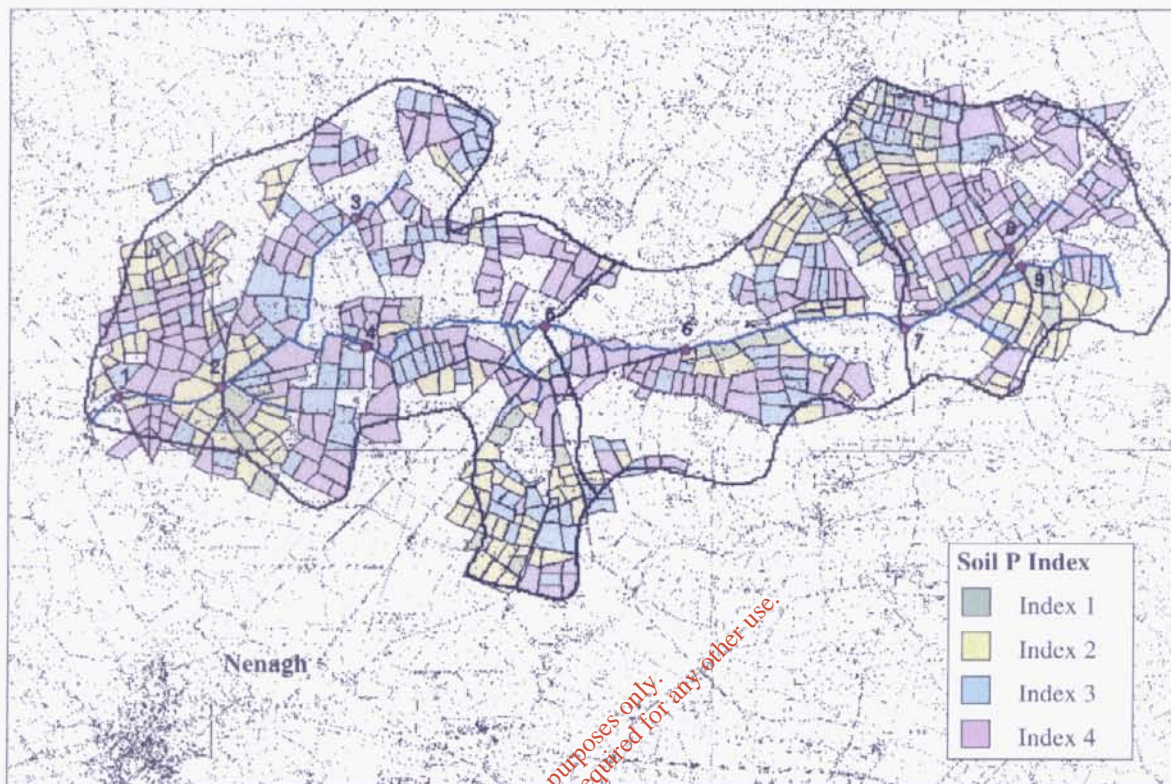 3
8
9
5
4
6
7
2
Nenagh
purposes only.
required for any other use.
Soil P Index
Index 1
Index 2
Index 3
Index 4